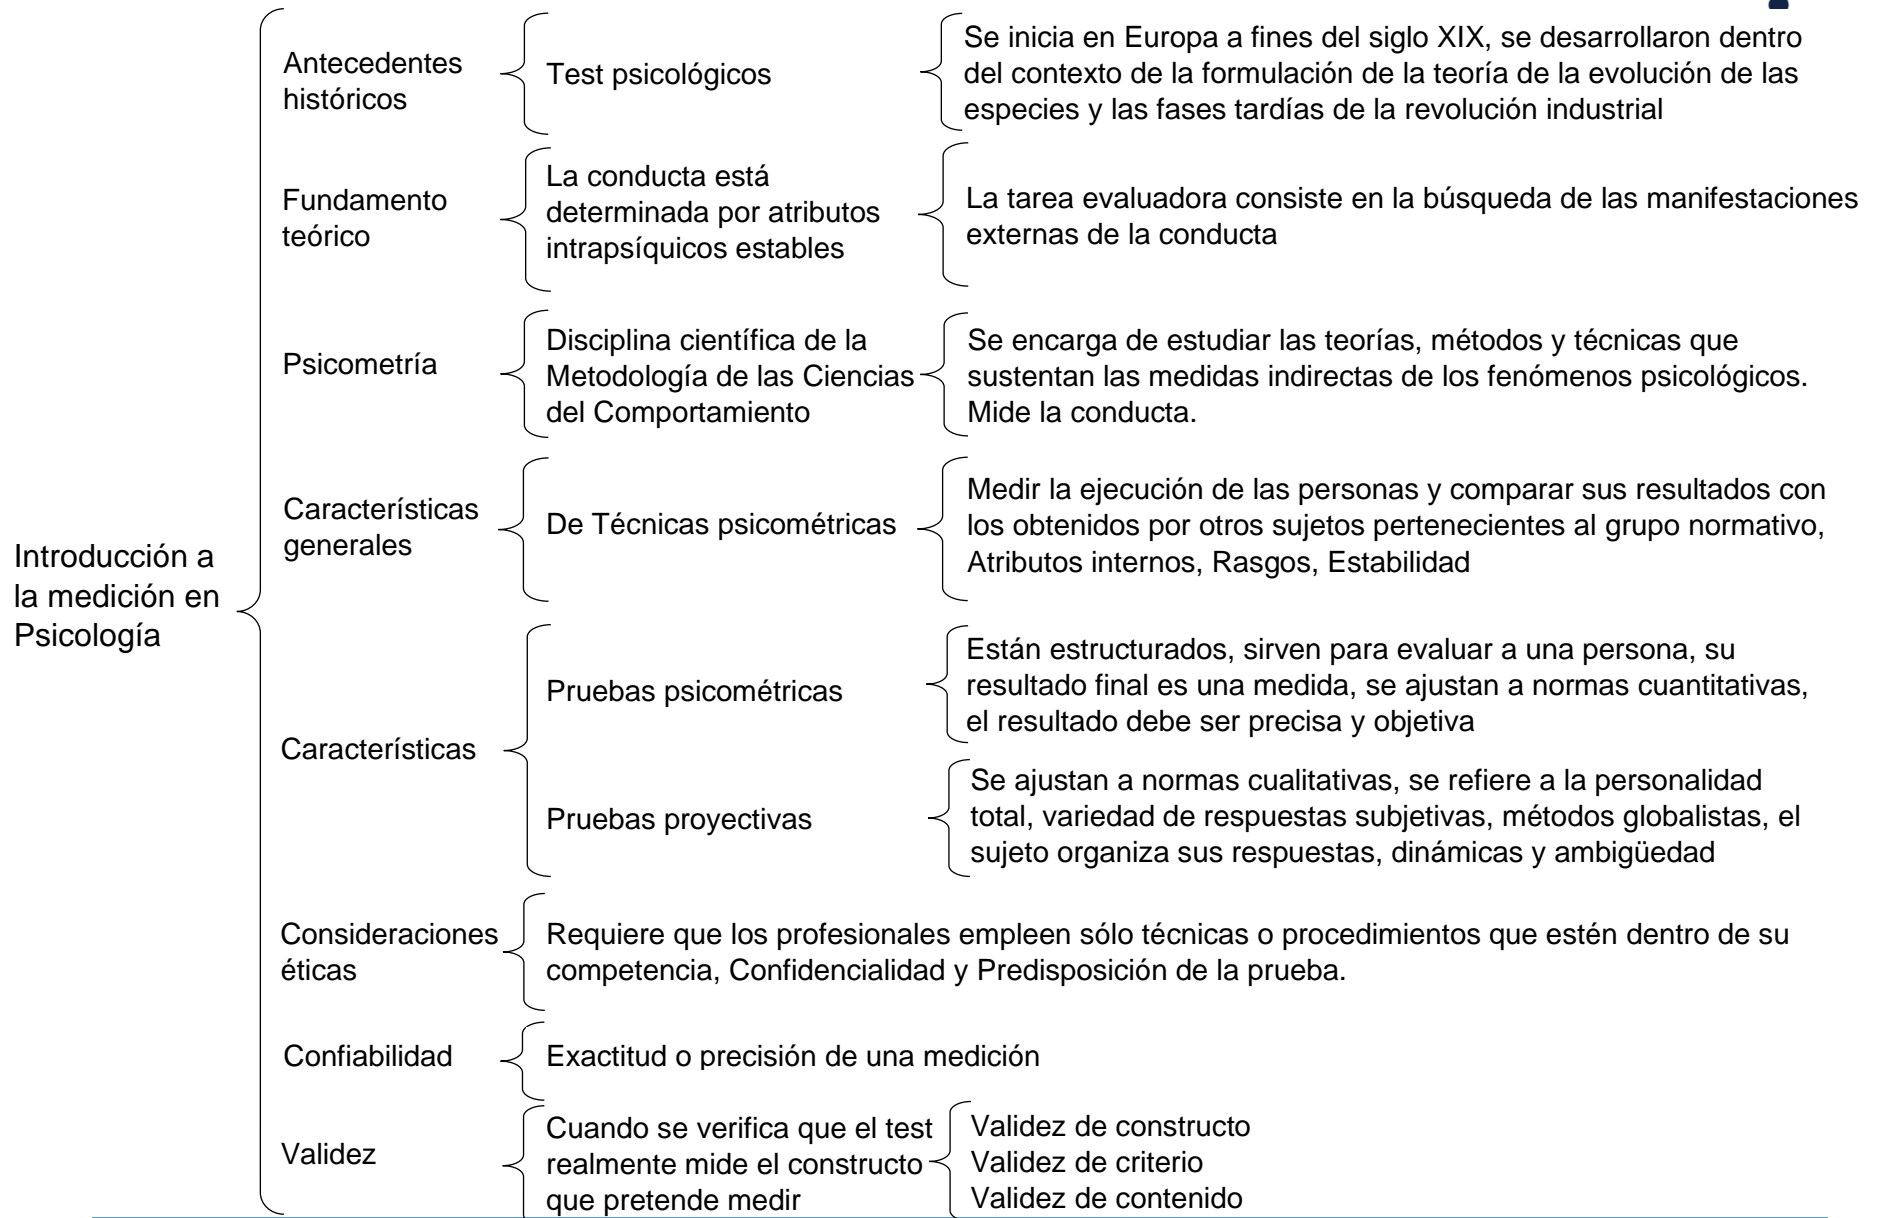 Introducción a
la medición en
Psicología
Antecedentes
históricos
Test psicológicos
Se inicia en Europa a fines del siglo XIX, se desarrollaron dentro
del contexto de la formulación de la teoría de la evolución de las
especies y las fases tardías de la revolución industrial
Fundamento
teórico
La conducta está
determinada por atributos
intrapsíquicos estables
La tarea evaluadora consiste en la búsqueda de las manifestaciones
externas de la conducta
Psicometría
Disciplina científica de la
Metodología de las Ciencias
del Comportamiento
Se encarga de estudiar las teorías, métodos y técnicas que
sustentan las medidas indirectas de los fenómenos psicológicos.
Mide la conducta.
Características
generales
De Técnicas psicométricas
Medir la ejecución de las personas y comparar sus resultados con
los obtenidos por otros sujetos pertenecientes al grupo normativo,
Atributos internos, Rasgos, Estabilidad
Características
Pruebas psicométricas
Están estructurados, sirven para evaluar a una persona, su
resultado final es una medida, se ajustan a normas cuantitativas,
el resultado debe ser precisa y objetiva
Pruebas proyectivas
Se ajustan a normas cualitativas, se refiere a la personalidad
total, variedad de respuestas subjetivas, métodos globalistas, el
sujeto organiza sus respuestas, dinámicas y ambigüedad
Consideraciones
éticas
Requiere que los profesionales empleen sólo técnicas o procedimientos que estén dentro de su
competencia, Confidencialidad y Predisposición de la prueba.
Confiabilidad
Exactitud o precisión de una medición
Validez
Cuando se verifica que el test
realmente mide el constructo
que pretende medir
Validez de constructo
Validez de criterio
Validez de contenido